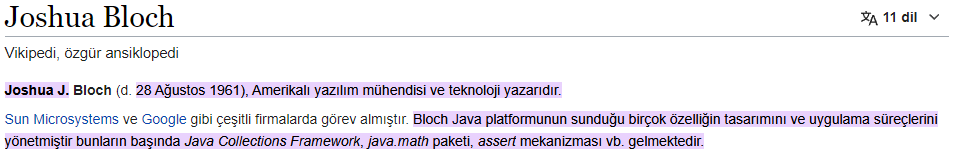 Joshua Bloch
11 dil
Vikipedi, özgür ansiklopedi
Joshua J. Bloch (d. 28 Ağustos 1961), Amerikalı yazılım mühendisi ve teknoloji yazarıdır.
Sun Microsystems ve Google gibi çeşitli firmalarda görev almıştır. Bloch Java platformunun sunduğu birçok özelliğin tasarımını ve uygulama süreçlerini
yönetmiştir bunların başında Java Collections Framework, java.math paketi, assert mekanizması vb. gelmektedir.